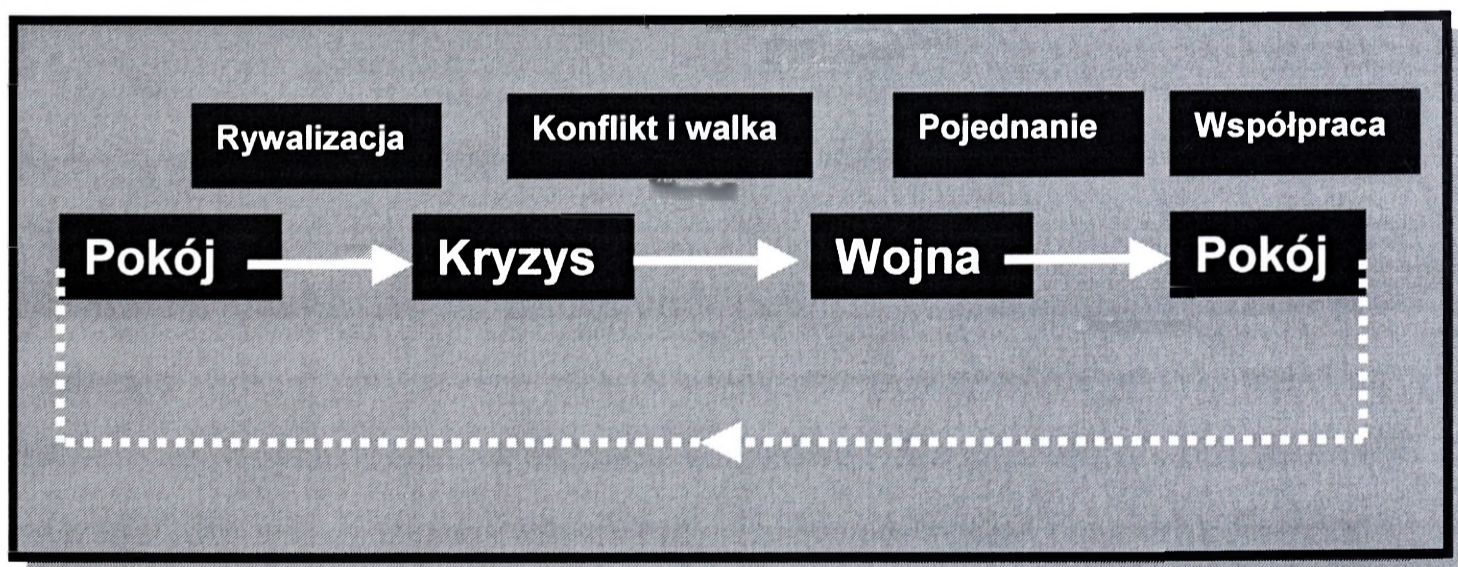 Rywalizacja
Konflikt i walka
Pojednanie
Współpraca
Pokój
Kryzys
Wojna
Pokój